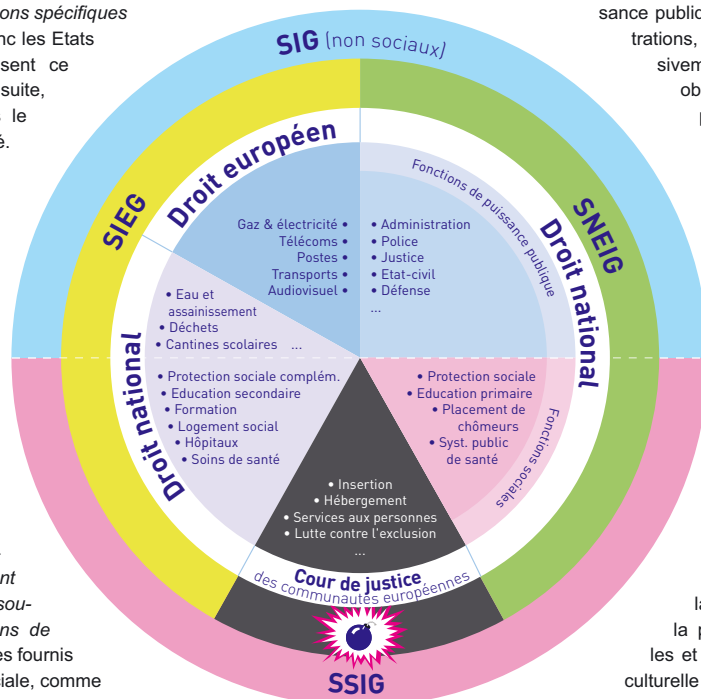 ons spécifiques
nc les Etats
sent ce
suite,
le
é.
sance public
trations,
sivem
ob
p
SIG (non sociaux)
SIEG
Droit européen
SNEIG
Droit national
Fonctions de puissance publique
Gaz & électricité •
Télécoms •
Postes •
Transports •
Audiovisuel •
• Administration
• Police
• Justice
• Etat-civil
• Défense
...
• Eau et
assainissement
• Déchets
• Cantines scolaires ...
Droit national
• Protection sociale complém.
• Education secondaire
• Formation
• Logement social
• Hôpitaux
• Soins de santé
• Protection sociale
• Education primaire
• Placement de
chômeurs
• Syst. public
de santé
Fonctions sociales
• Insertion
• Hébergement
• Services aux personnes
• Lutte contre l'exclusion
...
Cour de justice
des communautés européennes
SSIG
nt
sou-
ns de
es fournis
iale, comme
la
la p
les et
culturelle